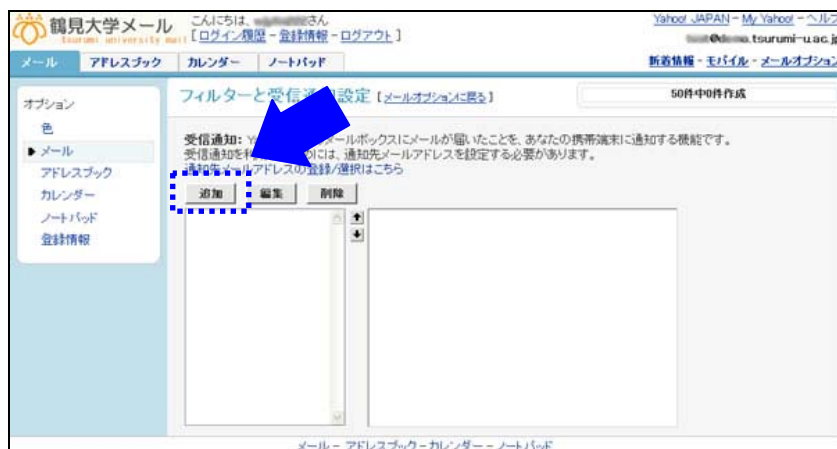 鶴見大学メール
tsurumi university mail
こんにちは、さん
[ログイン履歴 - 登録情報 - ログアウト]
Yahoo! JAPAN - My Yahoo! - ヘルプ
.tsurumi-u.ac.jp
メール アドレスブック カレンダー ノートパッド
新着情報 - モバイル - メールオプション
オプション
色
メール
アドレスブック
カレンダー
ノートパッド
登録情報
フィルターと受信通知設定 [メールオプションに戻る]
50件中0件作成
受信通知: メールボックスにメールが届いたことを、あなたの携帯端末に通知する機能です。
受信通知を には、通知先メールアドレスを設定する必要があります。
通知先メールアドレスの登録/選択はこちら
追加 編集 削除
メール - アドレスブック - カレンダー - ノートパッド